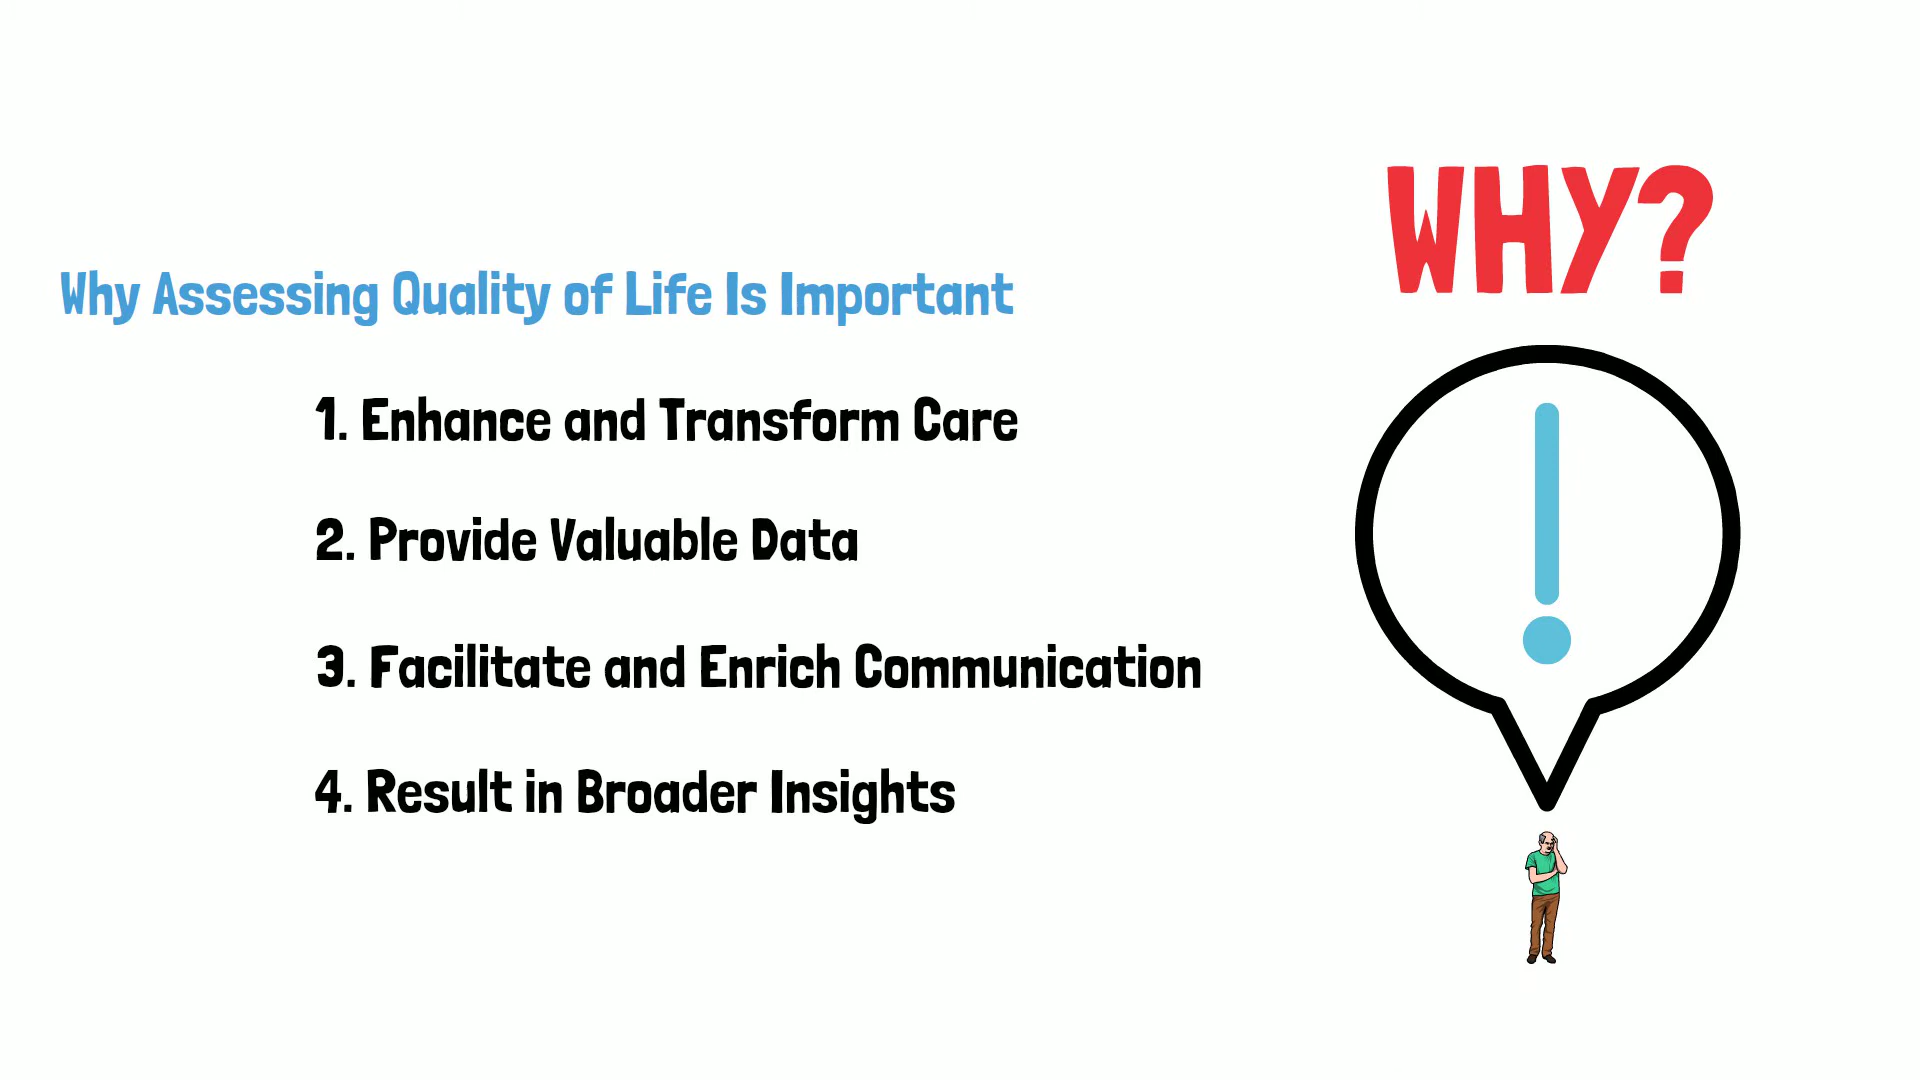 WHY?
Why Assessing Quality of Life Is Important
1. Enhance and Transform Care
2. Provide Valuable Data
3. Facilitate and Enrich Communication
4. Result in Broader Insights
!